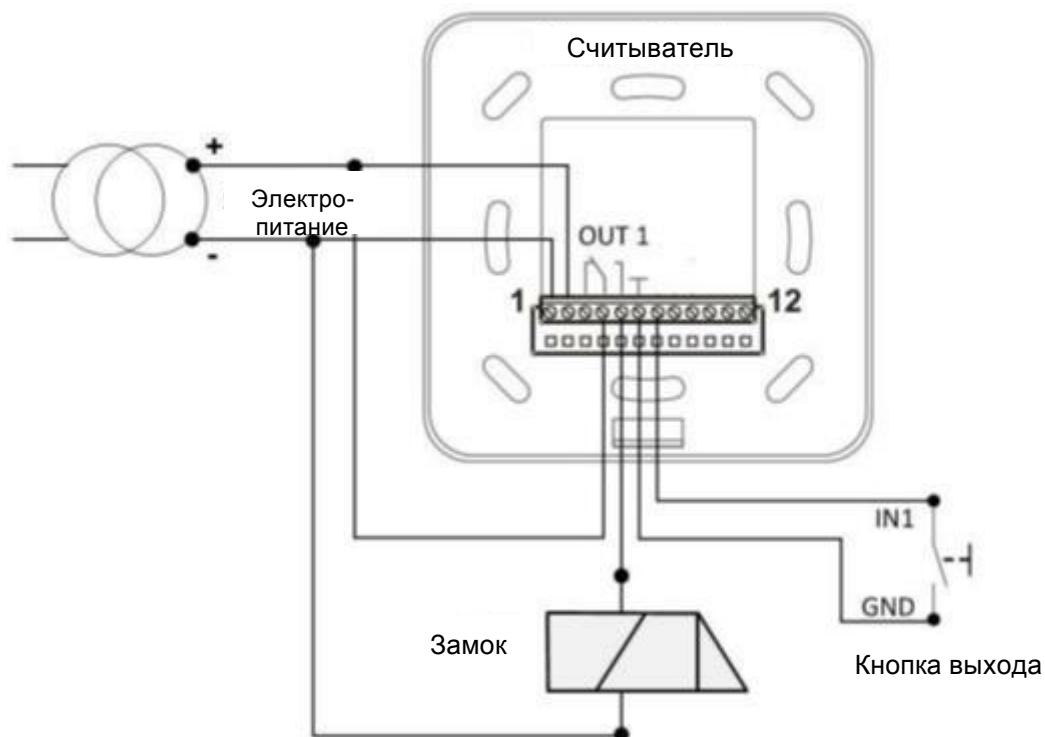 Считыватель
+
Электро-
питание
-
OUT 1
1
12
IN1
GND
Замок
Кнопка выхода